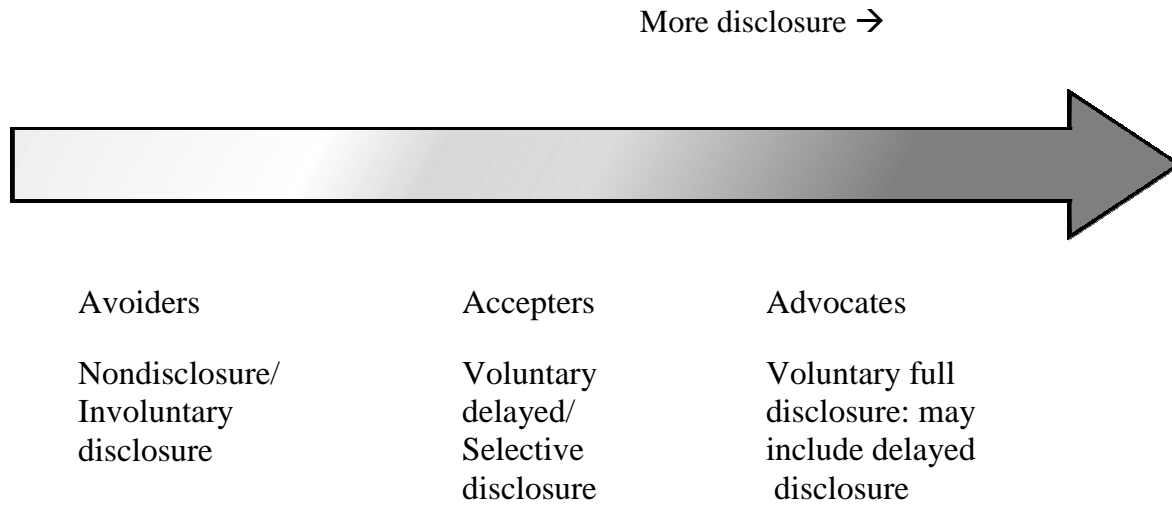 More disclosure →
Avoiders
Nondisclosure/
Involuntary
disclosure
Accepters
Voluntary
delayed/
Selective
disclosure
Advocates
Voluntary full
disclosure: may
include delayed
disclosure